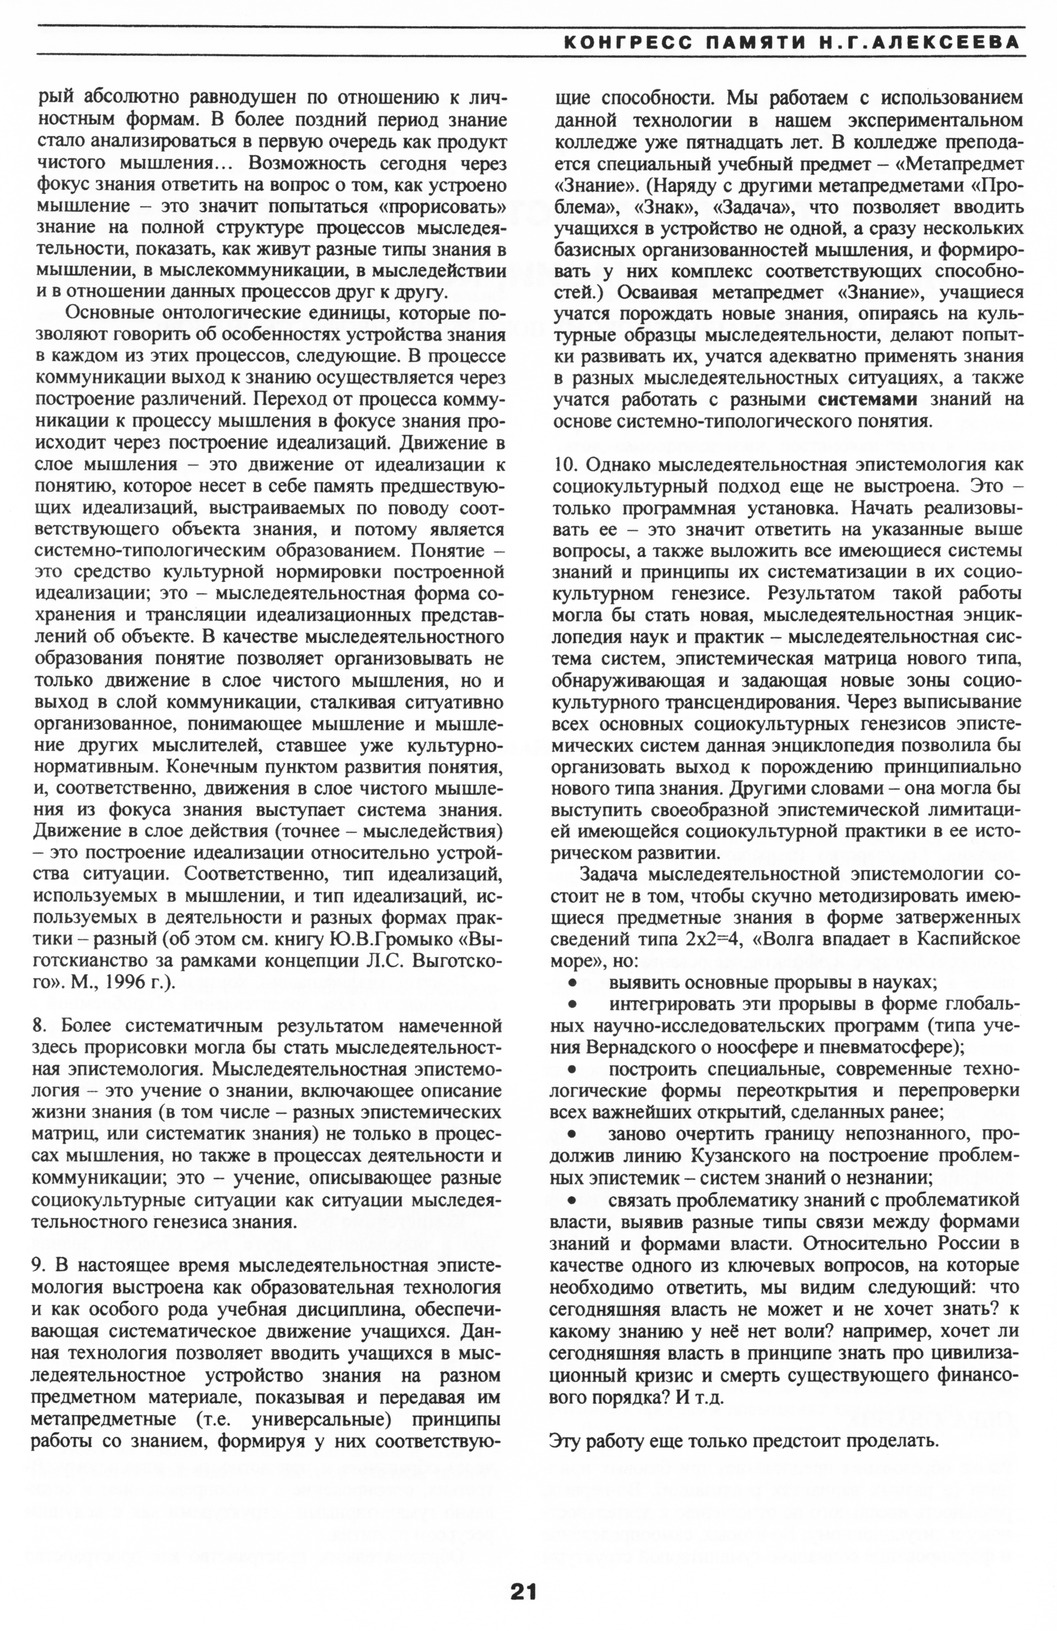 КОНГРЕСС ПАМЯТИ Н.Г.АЛЕКСЕЕВА
рый абсолютно равнодушен по отношению к лич-
ностным формам. В более поздний период знание
стало анализироваться в первую очередь как продукт
чистого мышления... Возможность сегодня через
фокус знания ответить на вопрос о том, как устроено
мышление – это значит попытаться «прорисовать»
знание на полной структуре процессов мыследея-
тельности, показать, как живут разные типы знания в
мышлении, в мыслекоммуникации, в мыследействии
и в отношении данных процессов друг к другу.
Основные онтологические единицы, которые по-
зволяют говорить об особенностях устройства знания
в каждом из этих процессов, следующие. В процессе
коммуникации выход к знанию осуществляется через
построение различений. Переход от процесса комму-
никации к процессу мышления в фокусе знания про-
исходит через построение идеализаций. Движение в
слое мышления – это движение от идеализации к
понятию, которое несет в себе память предшествую-
щих идеализаций, выстраиваемых по поводу соот-
ветствующего объекта знания, и потому является
системно-типологическим образованием. Понятие –
это средство культурной нормировки построенной
идеализации; это – мыследеятельностная форма со-
хранения и трансляции идеализационных представ-
лений об объекте. В качестве мыследеятельностного
образования понятие позволяет организовывать не
только движение в слое чистого мышления, но и
выход в слой коммуникации, сталкивая ситуативно
организованное, понимающее мышление и мышле-
ние других мыслителей, ставшее уже культурно-
нормативным. Конечным пунктом развития понятия,
и, соответственно, движения в слое чистого мышле-
ния из фокуса знания выступает система знания.
Движение в слое действия (точнее – мыследействия)
– это построение идеализации относительно устрой-
ства ситуации. Соответственно, тип идеализаций,
используемых в мышлении, и тип идеализаций, ис-
пользуемых в деятельности и разных формах прак-
тики – разный (об этом см. книгу Ю.В.Громыко «Вы-
готскианство за рамками концепции Л.С. Выготско-
го». М., 1996 г.).
8. Более систематичным результатом намеченной
здесь прорисовки могла бы стать мыследеятельност-
ная эпистемология. Мыследеятельностная эпистемо-
логия – это учение о знании, включающее описание
жизни знания (в том числе – разных эпистемических
матриц, или систематик знания) не только в процес-
сах мышления, но также в процессах деятельности и
коммуникации; это – учение, описывающее разные
социокультурные ситуации как ситуации мыследея-
тельностного генезиса знания.
9. В настоящее время мыследеятельностная эписте-
мология выстроена как образовательная технология
и как особого рода учебная дисциплина, обеспечи-
вающая систематическое движение учащихся. Дан-
ная технология позволяет вводить учащихся в мыс-
ледеятельностное устройство знания на разном
предметном материале, показывая и передавая им
метапредметные (т.е. универсальные) принципы
работы со знанием, формируя у них соответствую-
щие способности. Мы работаем с использованием
данной технологии в нашем экспериментальном
колледже уже пятнадцать лет. В колледже препода-
ется специальный учебный предмет – «Метапредмет
«Знание». (Наряду с другими метапредметами «Про-
блема», «Знак», «Задача», что позволяет вводить
учащихся в устройство не одной, а сразу нескольких
базисных организованностей мышления, и формиро-
вать у них комплекс соответствующих способно-
стей.) Осваивая метапредмет «Знание», учащиеся
учатся порождать новые знания, опираясь на куль-
турные образцы мыследеятельности, делают попыт-
ки развивать их, учатся адекватно применять знания
в разных мыследеятельностных ситуациях, а также
учатся работать с разными системами знаний на
основе системно-типологического понятия.
10. Однако мыследеятельностная эпистемология как
социокультурный подход еще не выстроена. Это –
только программная установка. Начать реализовы-
вать ее – это значит ответить на указанные выше
вопросы, а также выложить все имеющиеся системы
знаний и принципы их систематизации в их социо-
культурном генезисе. Результатом такой работы
могла бы стать новая, мыследеятельностная энцик-
лопедия наук и практик – мыследеятельностная сис-
тема систем, эпистемическая матрица нового типа,
обнаруживающая и задающая новые зоны социо-
культурного трансцендирования. Через выписывание
всех основных социокультурных генезисов эписте-
мических систем данная энциклопедия позволила бы
организовать выход к порождению принципиально
нового типа знания. Другими словами – она могла бы
выступить своеобразной эпистемической лимитаци-
ей имеющейся социокультурной практики в ее исто-
рическом развитии.
Задача мыследеятельностной эпистемологии со-
стоит не в том, чтобы скучно методизировать имею-
щиеся предметные знания в форме затверженных
сведений типа 2х2=4, «Волга впадает в Каспийское
море», но:
• выявить основные прорывы в науках;
• интегрировать эти прорывы в форме глобаль-
ных научно-исследовательских программ (типа уче-
ния Вернадского о ноосфере и пневматосфере);
• построить специальные, современные техно-
логические формы переоткрытия и перепроверки
всех важнейших открытий, сделанных ранее;
• заново очертить границу непознанного, про-
должив линию Кузанского на построение проблем-
ных эпистемик – систем знаний о незнании;
• связать проблематику знаний с проблематикой
власти, выявив разные типы связи между формами
знаний и формами власти. Относительно России в
качестве одного из ключевых вопросов, на которые
необходимо ответить, мы видим следующий: что
сегодняшняя власть не может и не хочет знать? к
какому знанию у неё нет воли? например, хочет ли
сегодняшняя власть в принципе знать про цивилиза-
ционный кризис и смерть существующего финансо-
вого порядка? И т.д.
Эту работу еще только предстоит проделать.
21